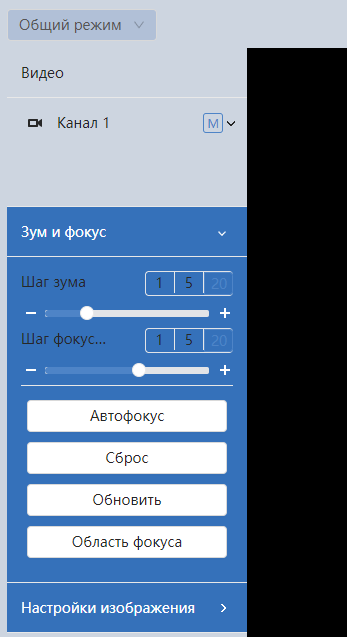 Общий режим
Видео
Канал 1 M
Зум и фокус
Шаг зума 1 5 20
Шаг фокус... 1 5 20
Автофокус
Сброс
Обновить
Область фокуса
Настройки изображения